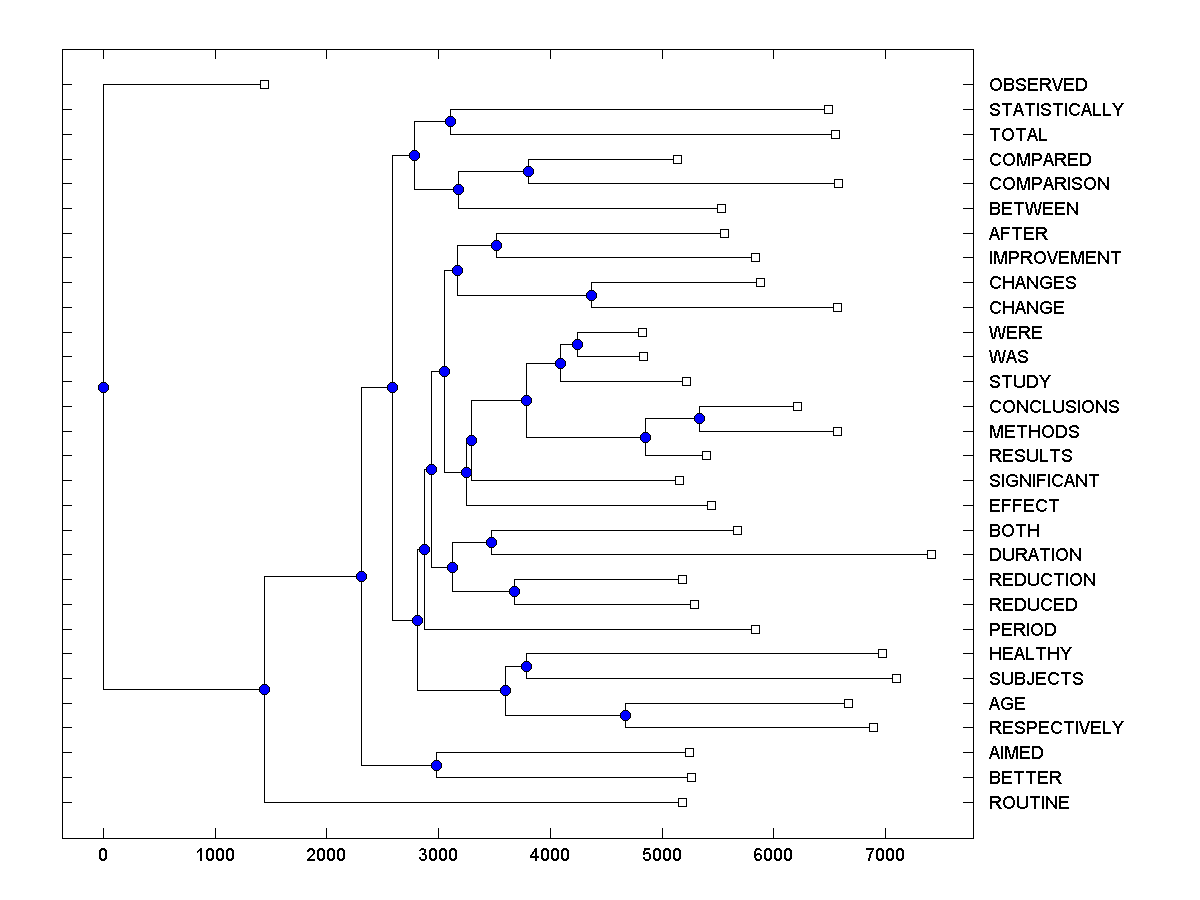 OBSERVED
STATISTICALLY
TOTAL
COMPARED
COMPARISON
BETWEEN
AFTER
IMPROVEMENT
CHANGES
CHANGE
WERE
WAS
STUDY
CONCLUSIONS
METHODS
RESULTS
SIGNIFICANT
EFFECT
BOTH
DURATION
REDUCTION
REDUCED
PERIOD
HEALTHY
SUBJECTS
AGE
RESPECTIVELY
AIMED
BETTER
ROUTINE
0 1000 2000 3000 4000 5000 6000 7000